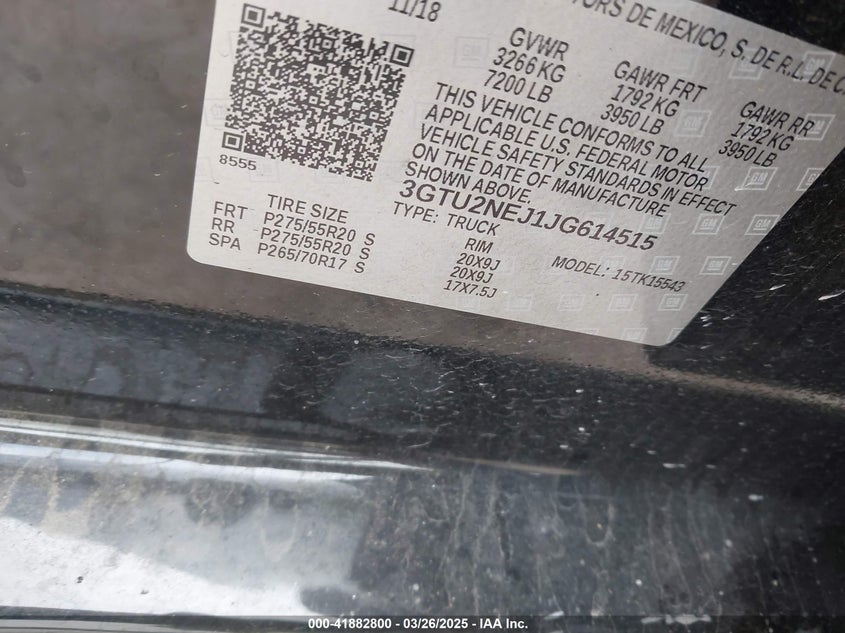 11/18
ORS DE MEXICO, S. DE R.L. DE C.
GVWR
3266 KG
7200 LB
GAWR FRT
1792 KG
3950 LB
GAWR RR
1792 KG
3950 LB
THIS VEHICLE CONFORMS TO ALL
APPLICABLE U.S. FEDERAL MOTOR
VEHICLE SAFETY STANDARDS IN EFFECT
ON THE DATE OF MANUFACTURE
SHOWN ABOVE.
3GTU2NEJ1JG614515
TYPE: TRUCK
MODEL: 15TK15543
8555
TIRE SIZE RIM
FRT P275/55R20 S 20X9J
RR P275/55R20 S 20X9J
SPA P265/70R17 S 17X7.5J
GM
000-41882800 / 03/26/2025 - IAA Inc.